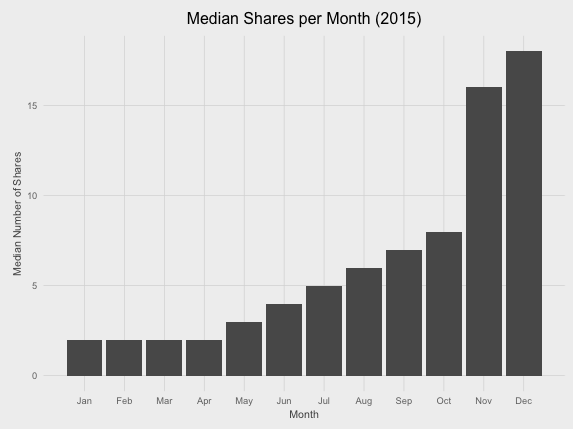 Median Shares per Month (2015)
Median Number of Shares
15
10
5
0
Jan Feb Mar Apr May Jun Jul Aug Sep Oct Nov Dec
Month